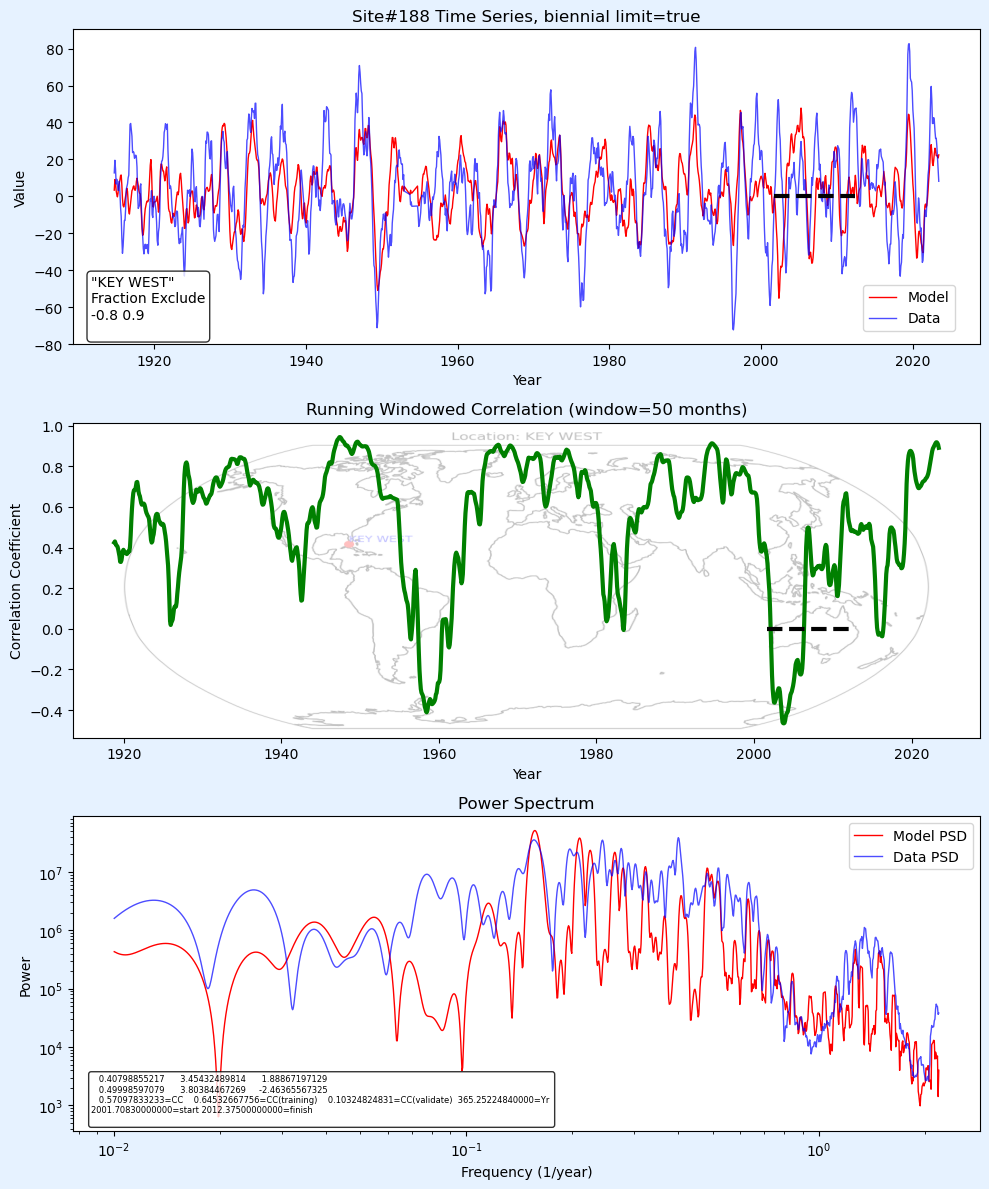 Site#188 Time Series, biennial limit=true
Value
80
60
40
20
0
−20
−40
−60
−80
"KEY WEST"
Fraction Exclude
-0.8 0.9
Model
Data
1920 1940 1960 1980 2000 2020
Year
Running Windowed Correlation (window=50 months)
Location: KEY WEST
KEY WEST
Correlation Coefficient
1.0
0.8
0.6
0.4
0.2
0.0
−0.2
−0.4
1920 1940 1960 1980 2000 2020
Year
Power Spectrum
Model PSD
Data PSD
Power
10⁷
10⁶
10⁵
10⁴
10³
0.40798855217 3.45432489814 1.88867197129
0.49998597079 3.80384467269 -2.46365567325
0.57097833233=CC 0.64532667756=CC(training) 0.10324824831=CC(validate) 365.25224840000=Yr
2001.70830000000=start 2012.37500000000=finish
10⁻² 10⁻¹ 10⁰
Frequency (1/year)